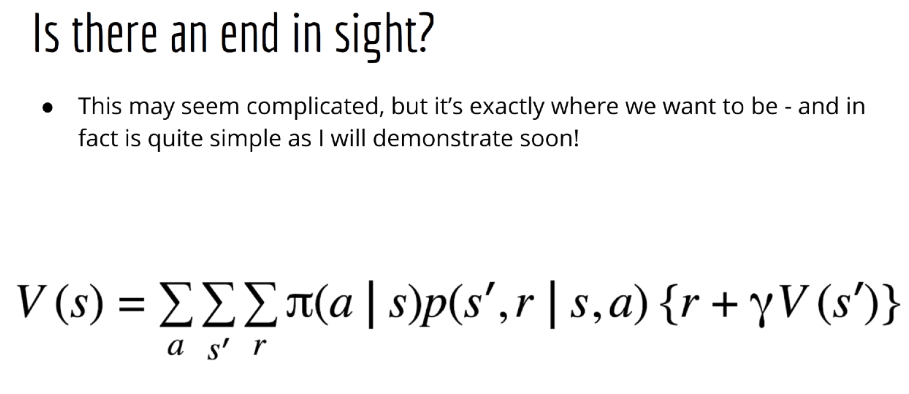 Is there an end in sight?
● This may seem complicated, but it's exactly where we want to be - and in
fact is quite simple as I will demonstrate soon!
V(s) = ∑∑∑ π(a | s)p(s′,r | s,a) {r + γV(s′)}
a s′ r